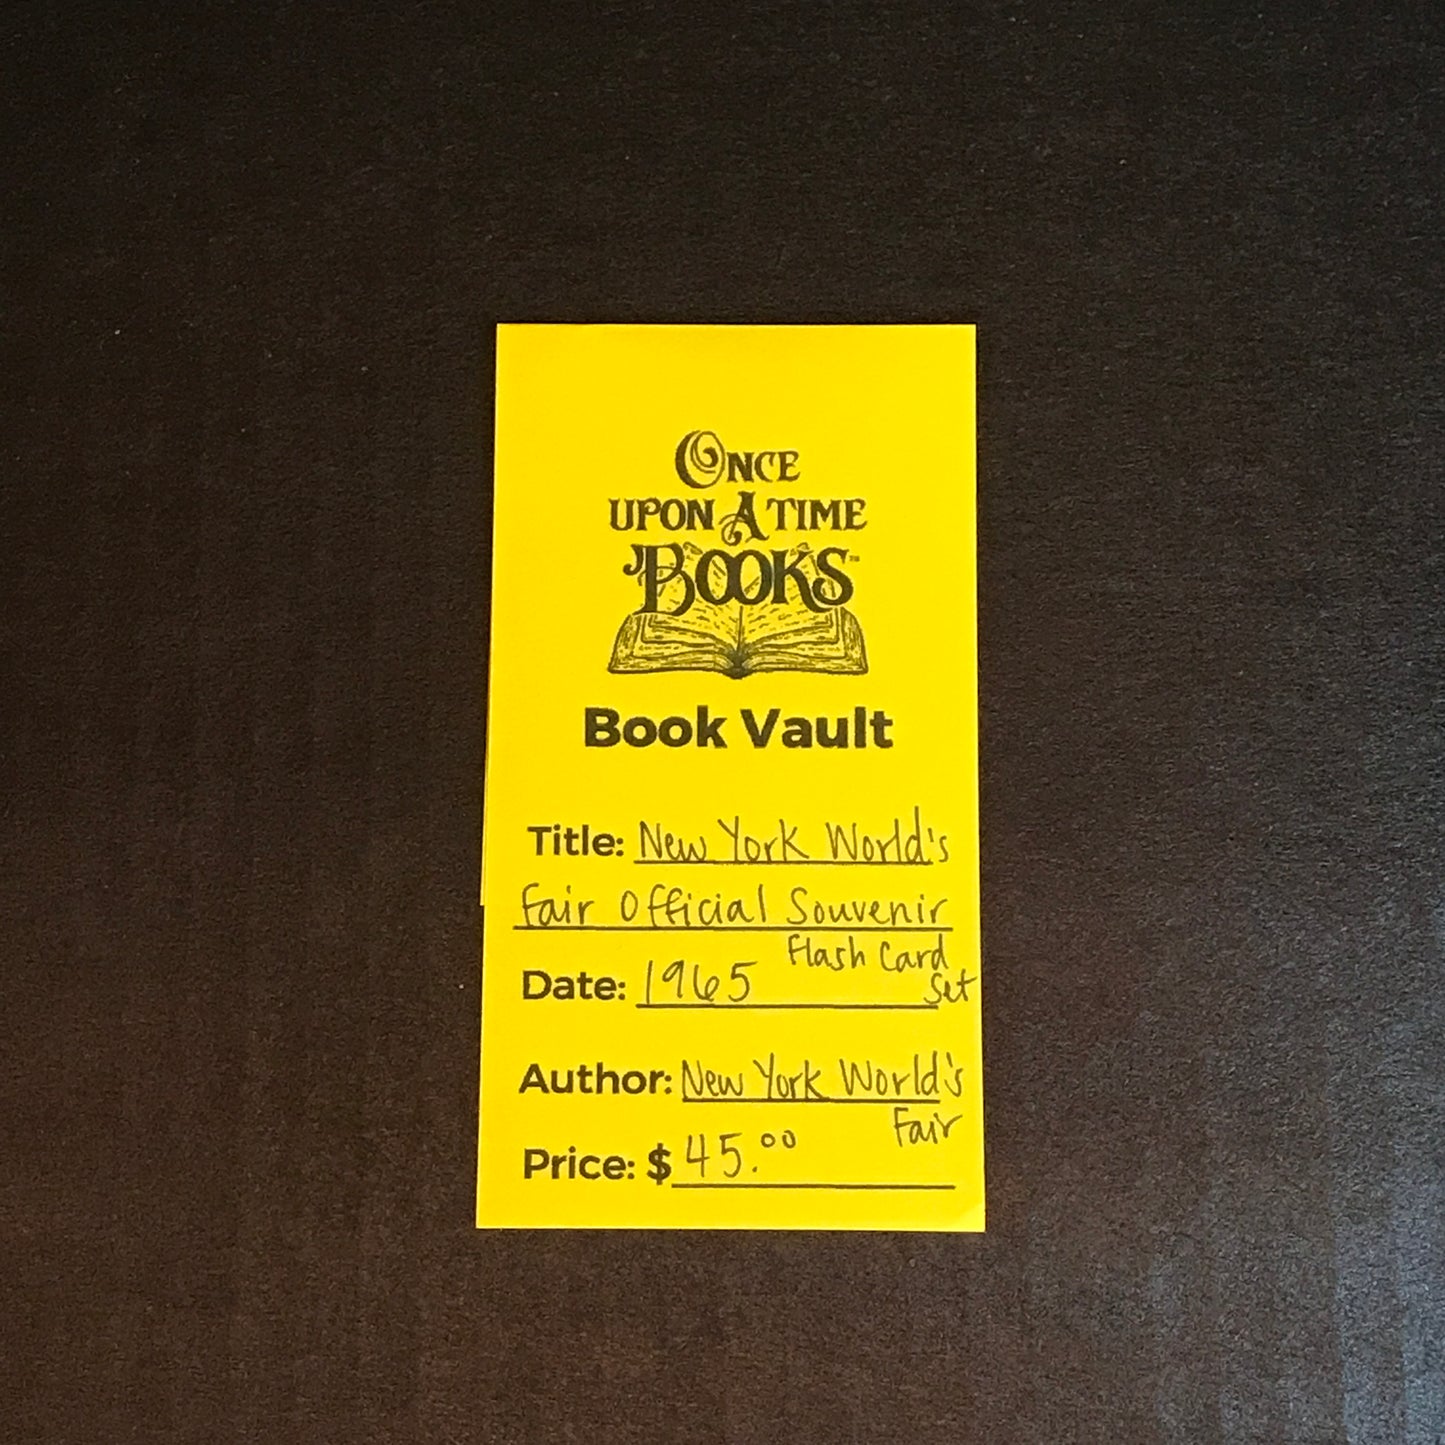 ONCE
UPON A TIME
BOOKS™
Book Vault
Title: New York World's
Fair Official Souvenir
Flash Card
Set
Date: 1965
Author: New York World's
Fair
Price: $ 45.00